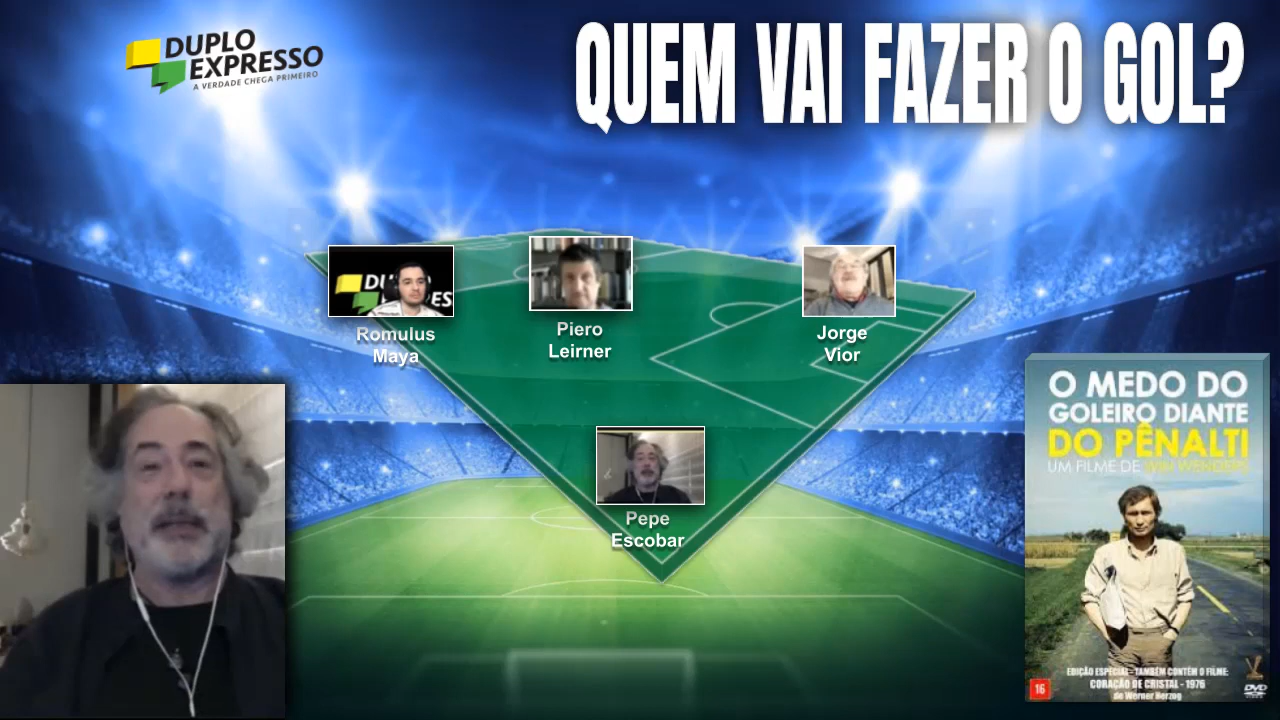 DUPLO
EXPRESSO
A VERDADE CHEGA PRIMEIRO
QUEM VAI FAZER O GOL?
Romulus
Maya
Piero
Leirner
Jorge
Vior
Pepe
Escobar
O MEDO DO
GOLEIRO DIANTE
DO PÊNALTI
UM FILME DE WIM WENDERS
EDIÇÃO ESPECIAL - TAMBÉM CONTÉM O FILME:
CORAÇÃO DE CRISTAL - 1976
de Werner Herzog
16
DVD